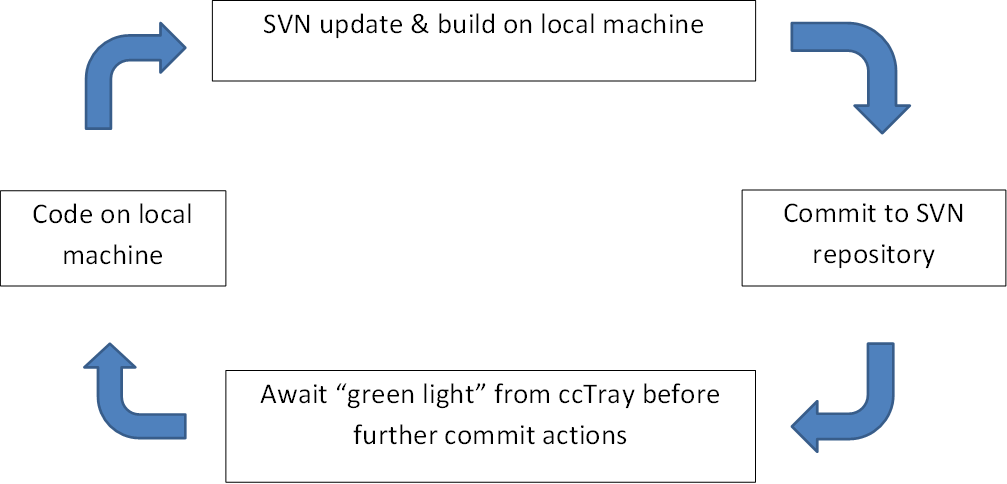 SVN update & build on local machine
Code on local
machine
Commit to SVN
repository
Await “green light” from ccTray before
further commit actions